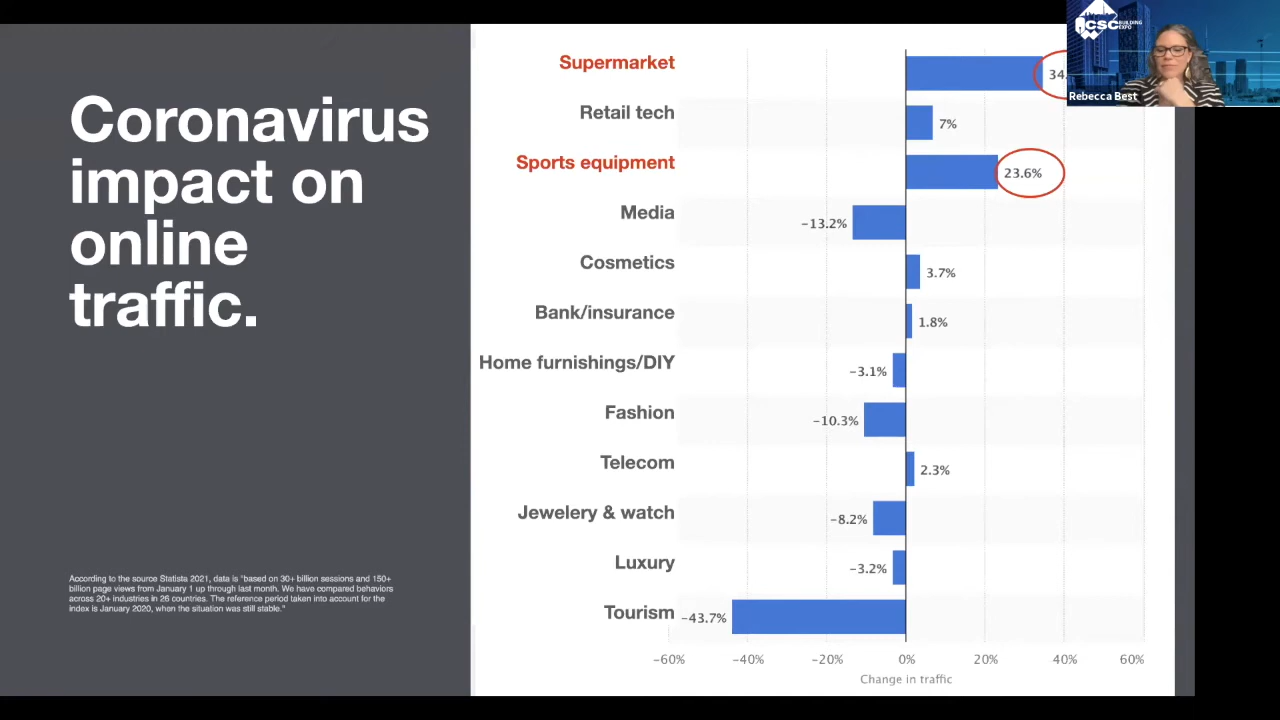 Coronavirus
impact on
online
traffic.
According to the source Statista 2021, data is "based on 30+ billion sessions and 150+
billion page views from January 1 up through last month. We have compared behaviors
across 20+ industries in 26 countries. The reference period taken into account for the
index is January 2020, when the situation was still stable."
Supermarket 34.
Retail tech 7%
Sports equipment 23.6%
Media -13.2%
Cosmetics 3.7%
Bank/insurance 1.8%
Home furnishings/DIY -3.1%
Fashion -10.3%
Telecom 2.3%
Jewelery & watch -8.2%
Luxury -3.2%
Tourism -43.7%
-60% -40% -20% 0% 20% 40% 60%
Change in traffic
CSC BUILDING
EXPO
Rebecca Best